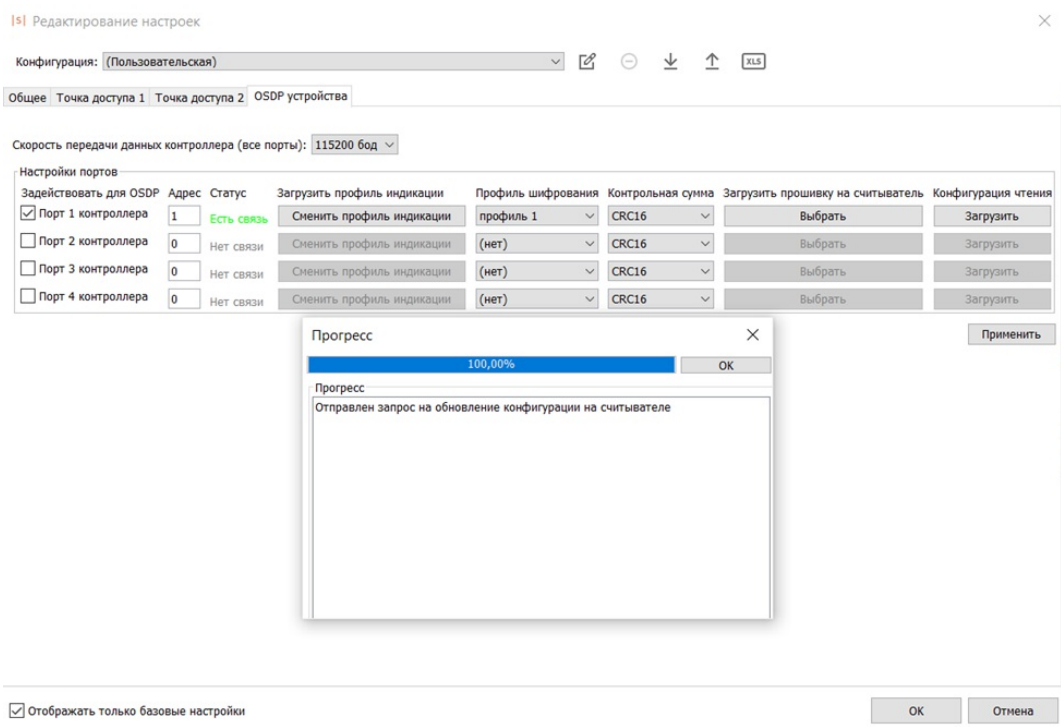 |s| Редактирование настроек
Конфигурация: (Пользовательская) XLS
Общее Точка доступа 1 Точка доступа 2 OSDP устройства
Скорость передачи данных контроллера (все порты): 115200 бод
Настройки портов
Задействовать для OSDP Адрес Статус Загрузить профиль индикации Профиль шифрования Контрольная сумма Загрузить прошивку на считыватель Конфигурация чтения
Порт 1 контроллера 1 Есть связь Сменить профиль индикации профиль 1 CRC16 Выбрать Загрузить
Порт 2 контроллера 0 Нет связи Сменить профиль индикации (нет) CRC16 Выбрать Загрузить
Порт 3 контроллера 0 Нет связи Сменить профиль индикации (нет) CRC16 Выбрать Загрузить
Порт 4 контроллера 0 Нет связи Сменить профиль индикации (нет) CRC16 Выбрать Загрузить
Применить
Прогресс
100,00% OK
Прогресс
Отправлен запрос на обновление конфигурации на считывателе
Отображать только базовые настройки OK Отмена